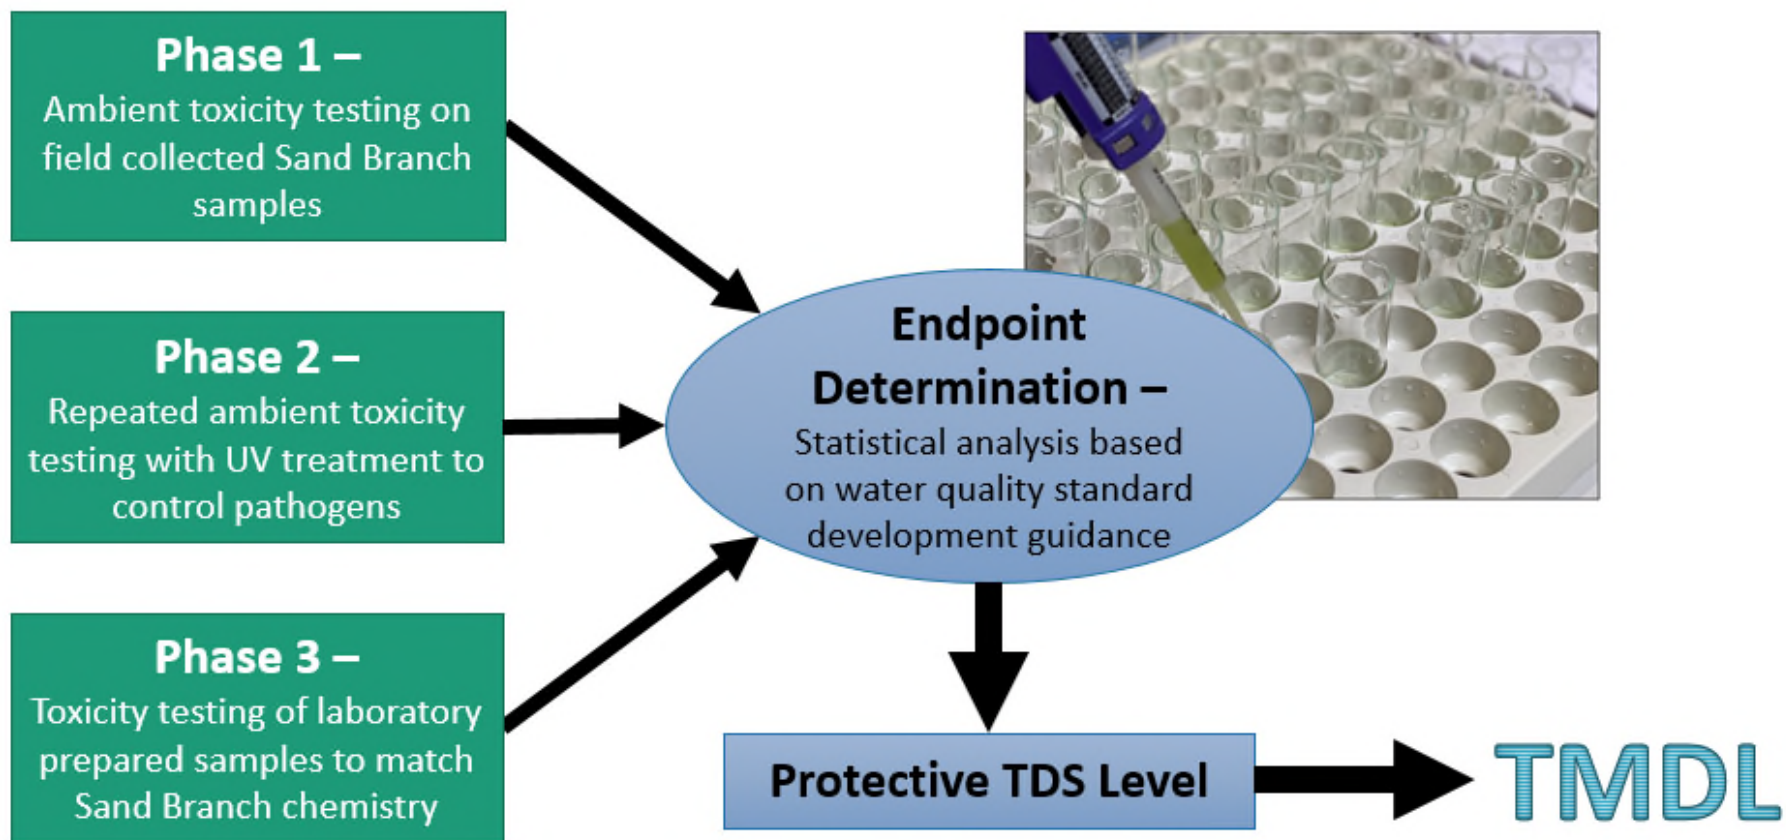 Phase 1 –
Ambient toxicity testing on
field collected Sand Branch
samples
Phase 2 –
Repeated ambient toxicity
testing with UV treatment to
control pathogens
Phase 3 –
Toxicity testing of laboratory
prepared samples to match
Sand Branch chemistry
Endpoint
Determination –
Statistical analysis based
on water quality standard
development guidance
Protective TDS Level
TMDL